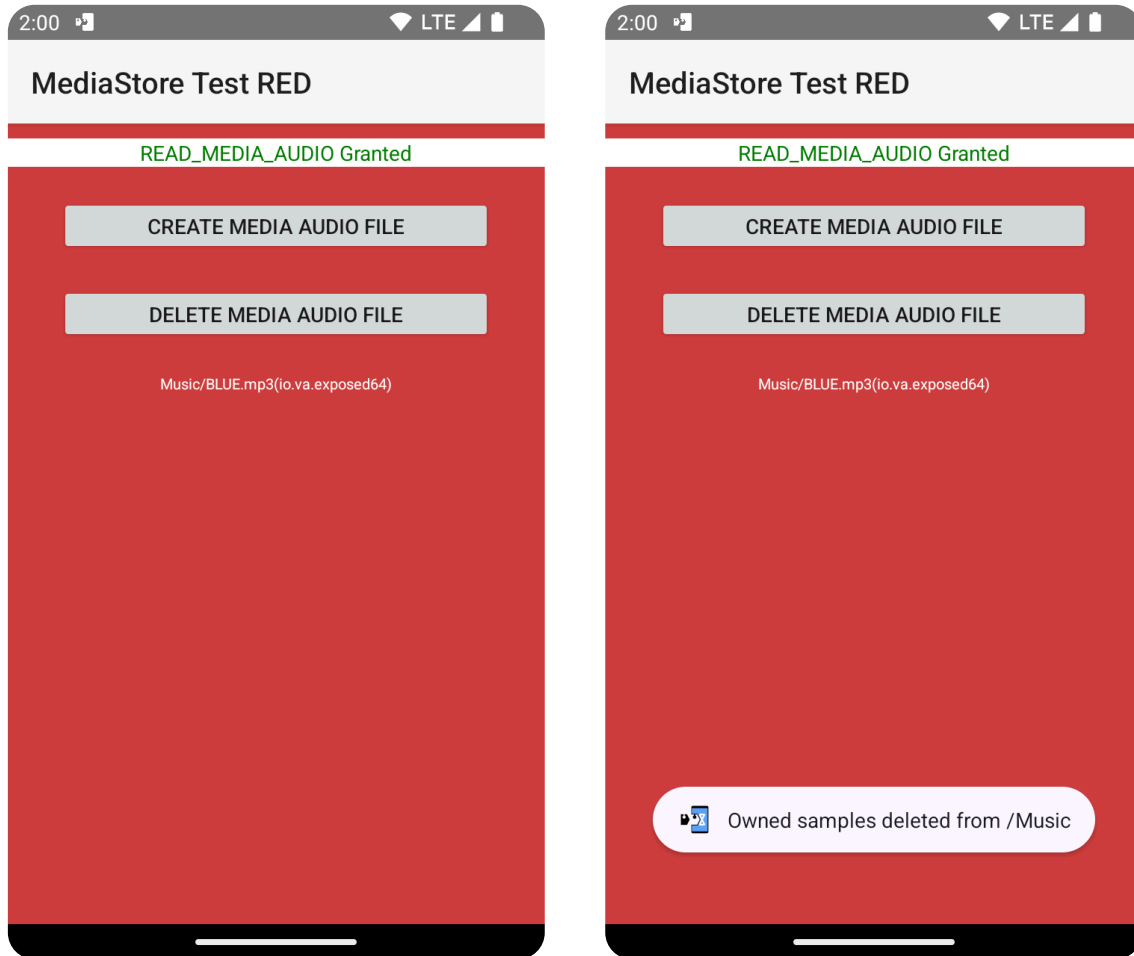 2:00 LTE
MediaStore Test RED
READ_MEDIA_AUDIO Granted
CREATE MEDIA AUDIO FILE
DELETE MEDIA AUDIO FILE
Music/BLUE.mp3(io.va.exposed64)
2:00 LTE
MediaStore Test RED
READ_MEDIA_AUDIO Granted
CREATE MEDIA AUDIO FILE
DELETE MEDIA AUDIO FILE
Music/BLUE.mp3(io.va.exposed64)
Owned samples deleted from /Music